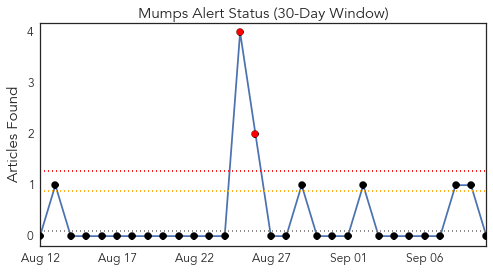 Mumps Alert Status (30-Day Window)
Articles Found
4
3
2
1
0
Aug 12
Aug 17
Aug 22
Aug 27
Sep 01
Sep 06